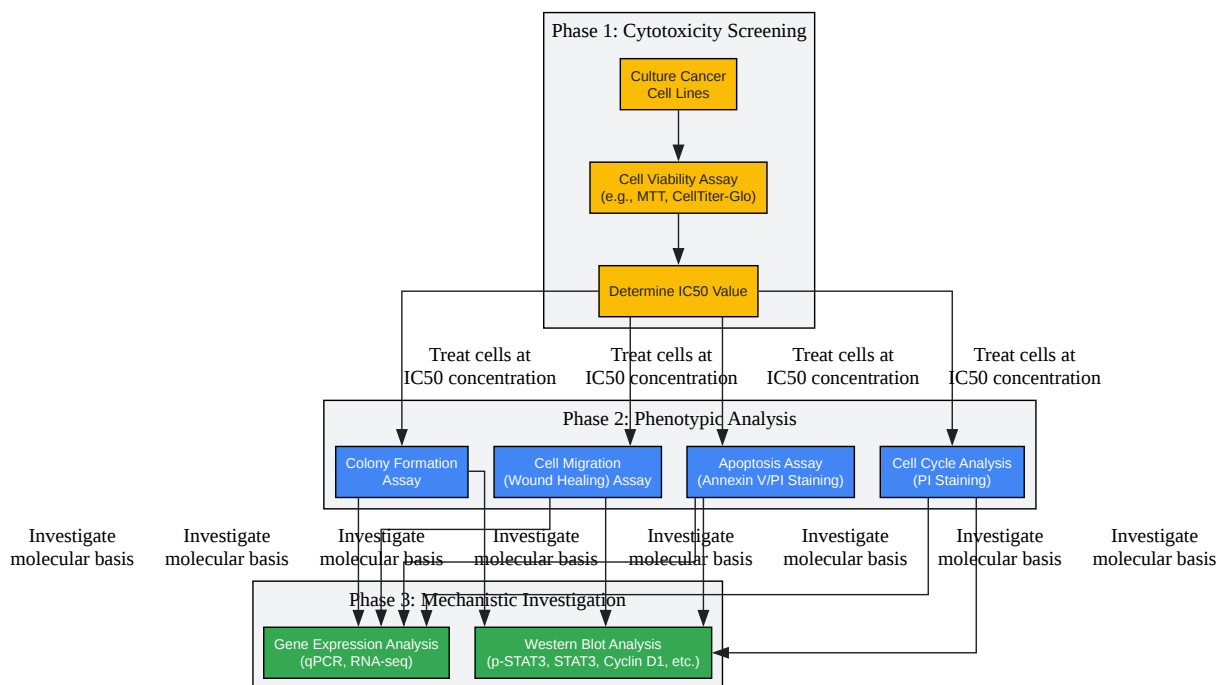 Phase 1: Cytotoxicity Screening
Culture Cancer
Cell Lines
Cell Viability Assay
(e.g., MTT, CellTiter-Glo)
Determine IC50 Value
Treat cells at
IC50 concentration
Treat cells at
IC50 concentration
Treat cells at
IC50 concentration
Treat cells at
IC50 concentration
Phase 2: Phenotypic Analysis
Colony Formation
Assay
Cell Migration
(Wound Healing) Assay
Apoptosis Assay
(Annexin V/PI Staining)
Cell Cycle Analysis
(PI Staining)
Investigate
molecular basis
Investigate
molecular basis
Investigate
molecular basis
Investigate
molecular basis
Investigate
molecular basis
Investigate
molecular basis
Investigate
molecular basis
Investigate
molecular basis
Phase 3: Mechanistic Investigation
Gene Expression Analysis
(qPCR, RNA-seq)
Western Blot Analysis
(p-STAT3, STAT3, Cyclin D1, etc.)